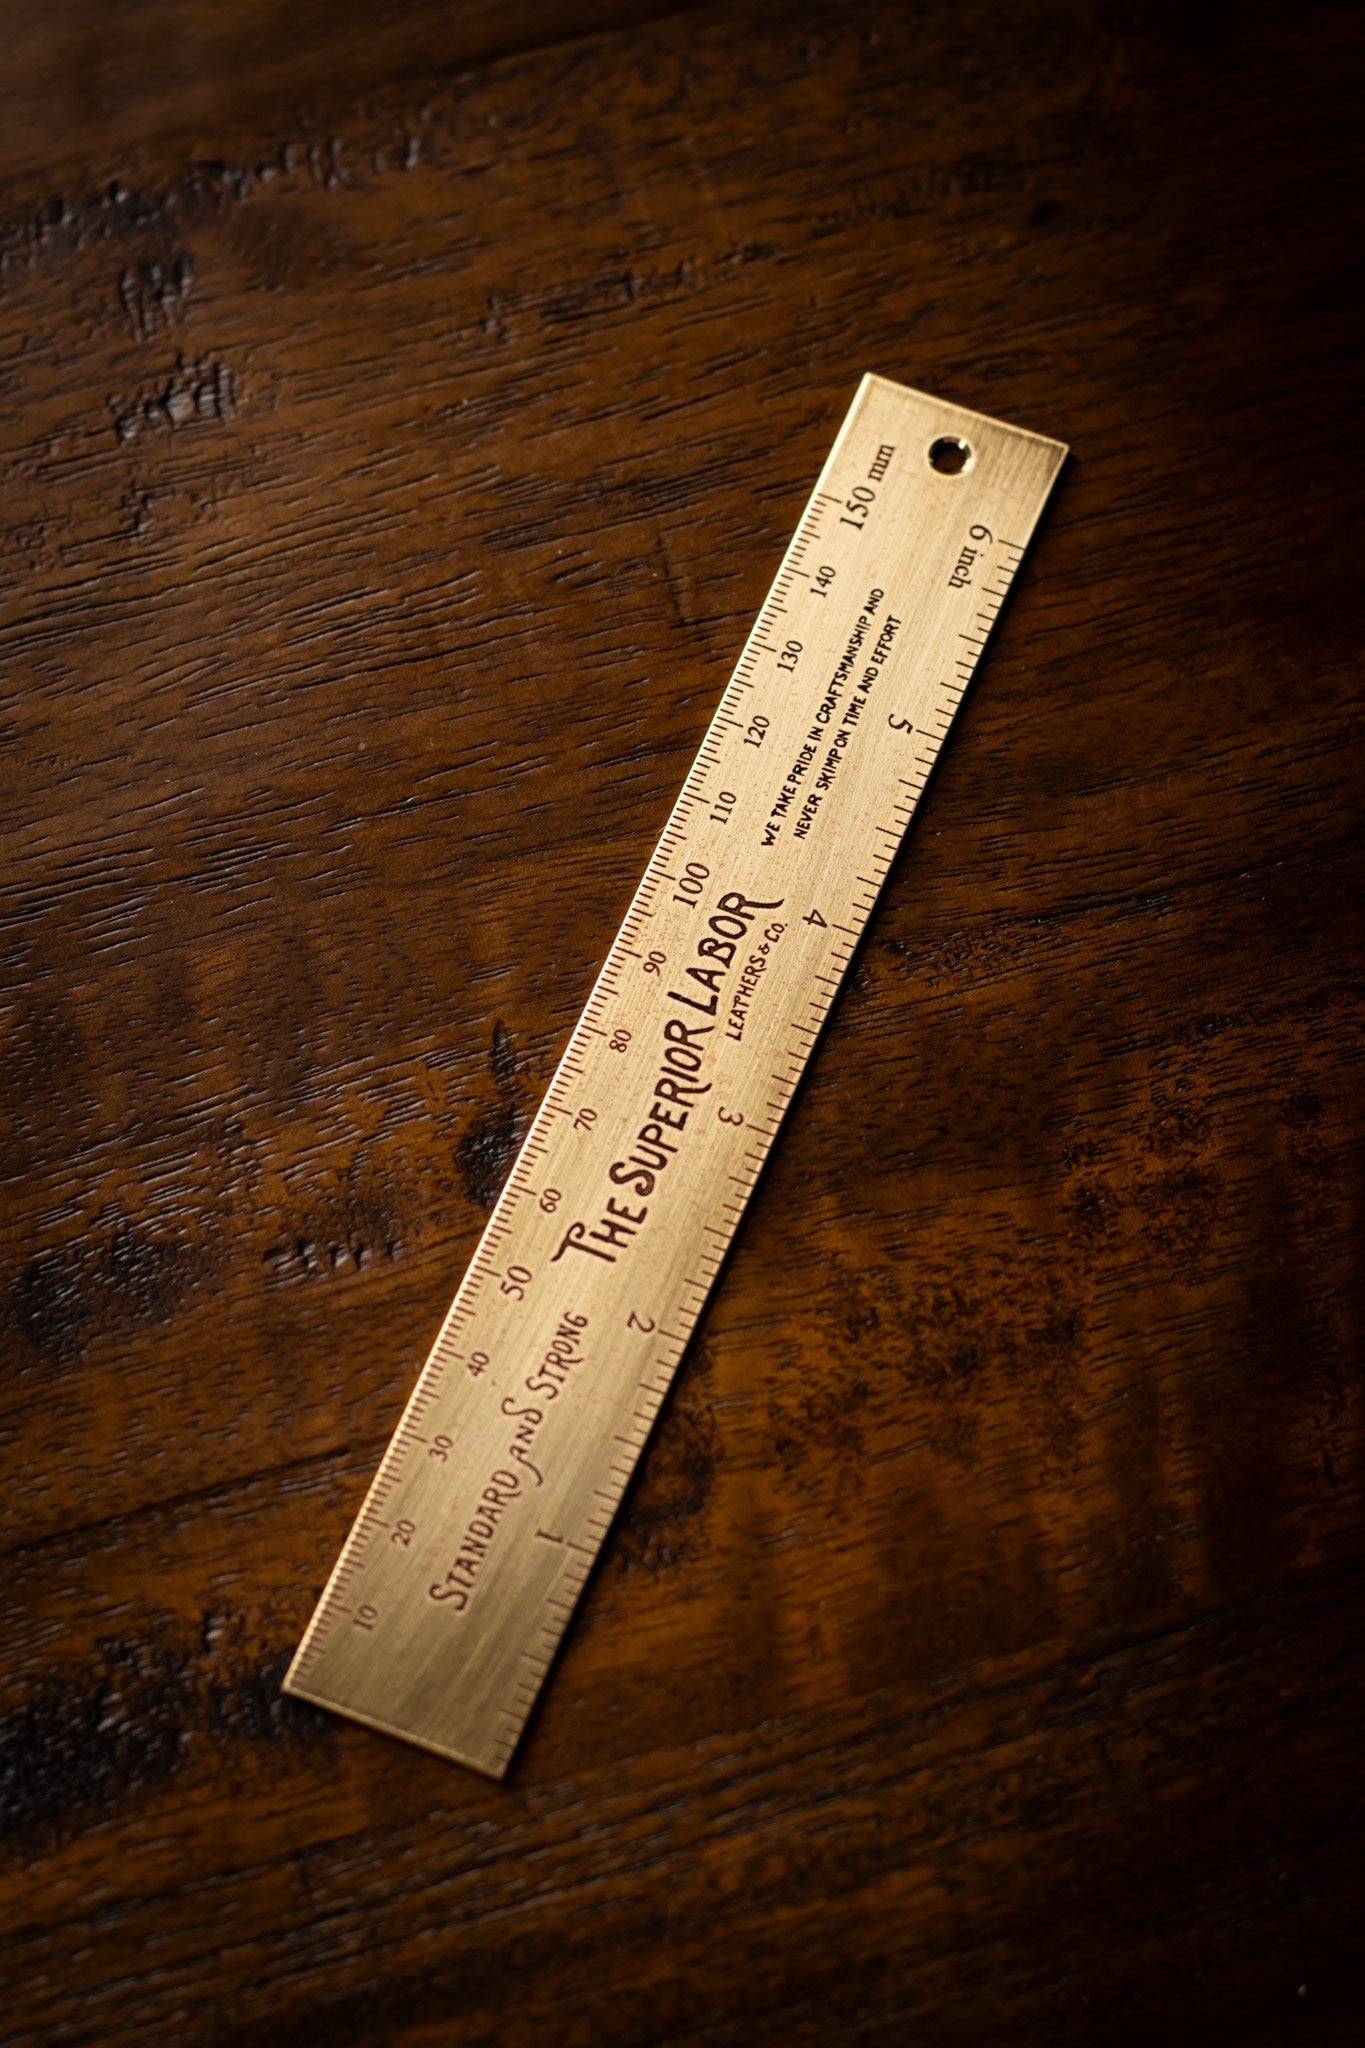 150 mm
140
130
120
110
100
90
80
70
60
50
40
30
20
10
STANDARD AND STRONG
THE SUPERIOR LABOR
LEATHERS & CO.
WE TAKE PRIDE IN CRAFTSMANSHIP AND
NEVER SKIMP ON TIME AND EFFORT
6 inch
5
4
3
2
1